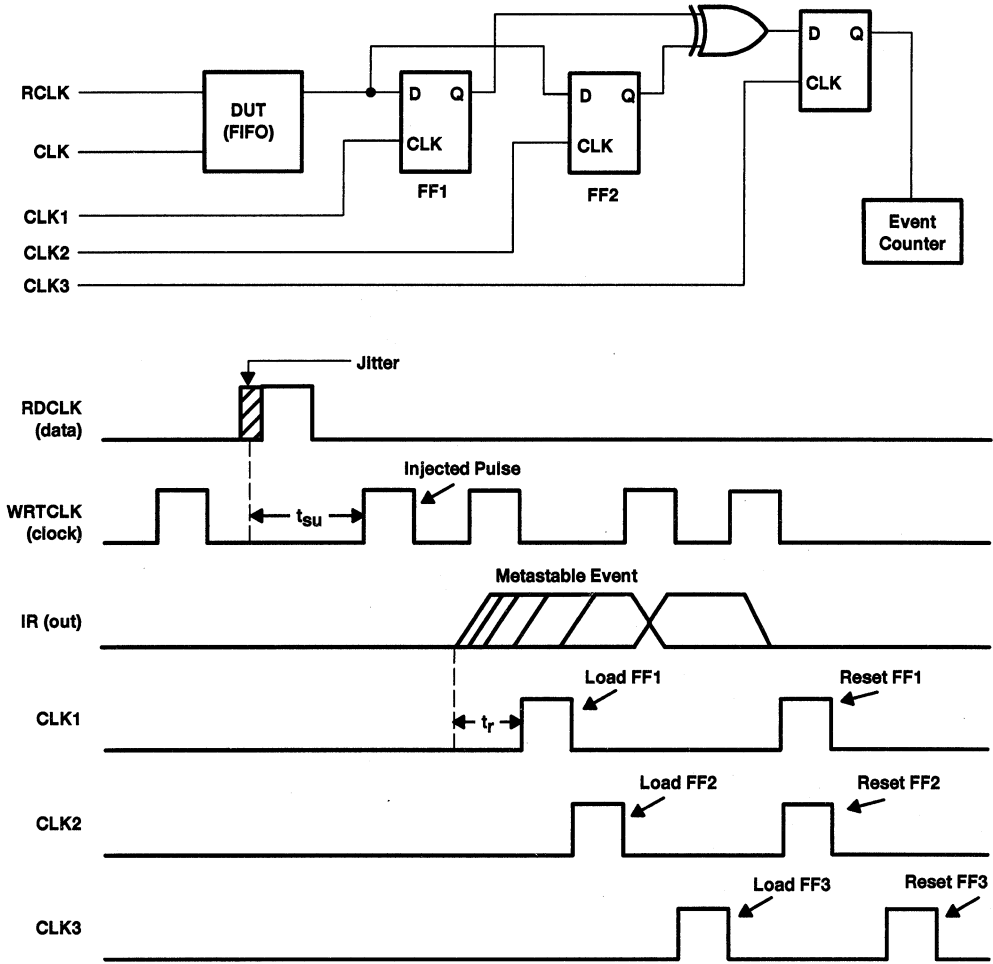 RCLK
CLK
CLK1
CLK2
CLK3
DUT
(FIFO)
D Q
CLK
FF1
D Q
CLK
FF2
D Q
CLK
Event
Counter
Jitter
RDCLK
(data)
WRTCLK
(clock)
tsu
Injected Pulse
Metastable Event
IR (out)
CLK1
tr
Load FF1
Reset FF1
CLK2
Load FF2
Reset FF2
CLK3
Load FF3
Reset FF3